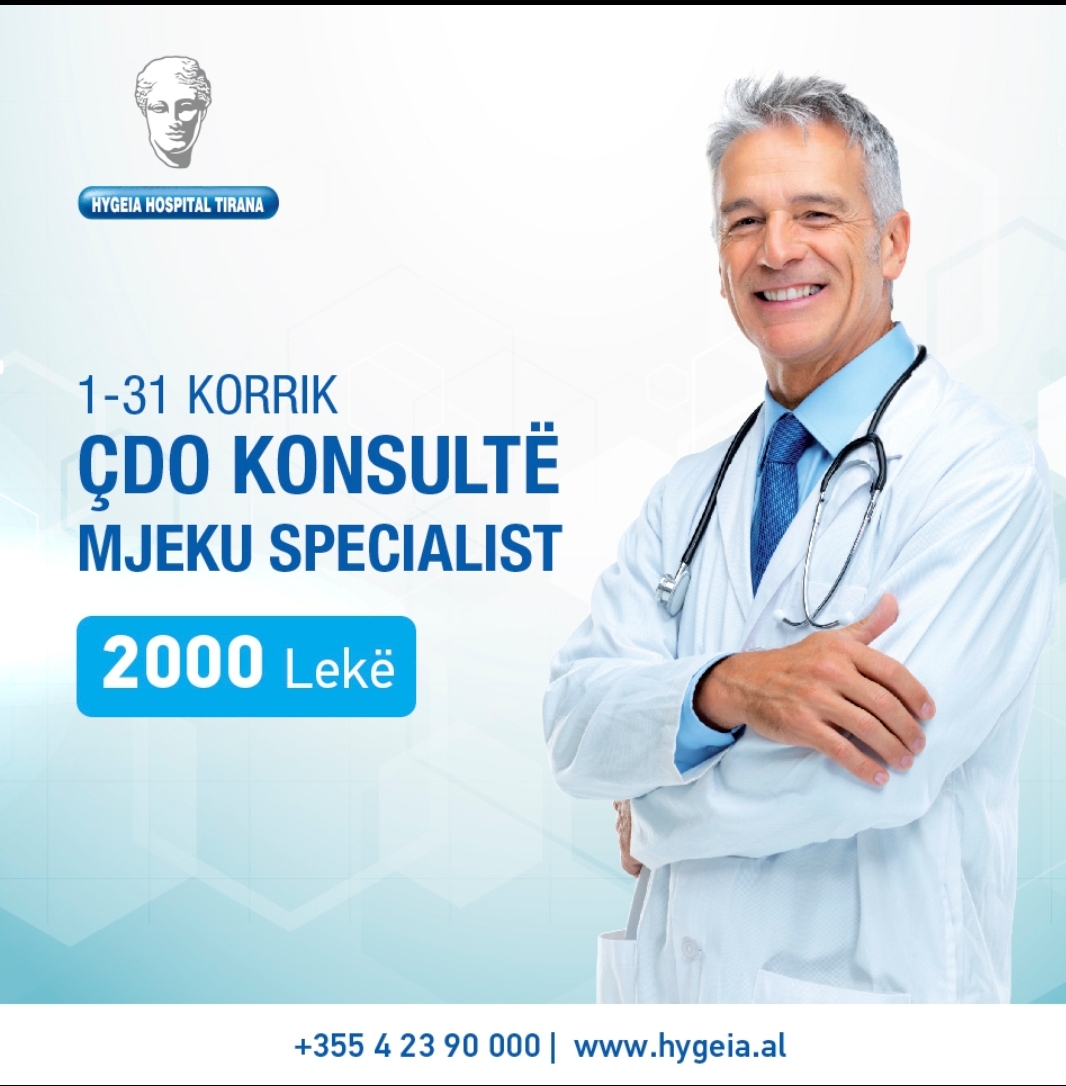 HYGEIA HOSPITAL TIRANA
1-31 KORRIK
ÇDO KONSULTË
MJEKU SPECIALIST
2000 Lekë
+355 4 23 90 000 | www.hygeia.al